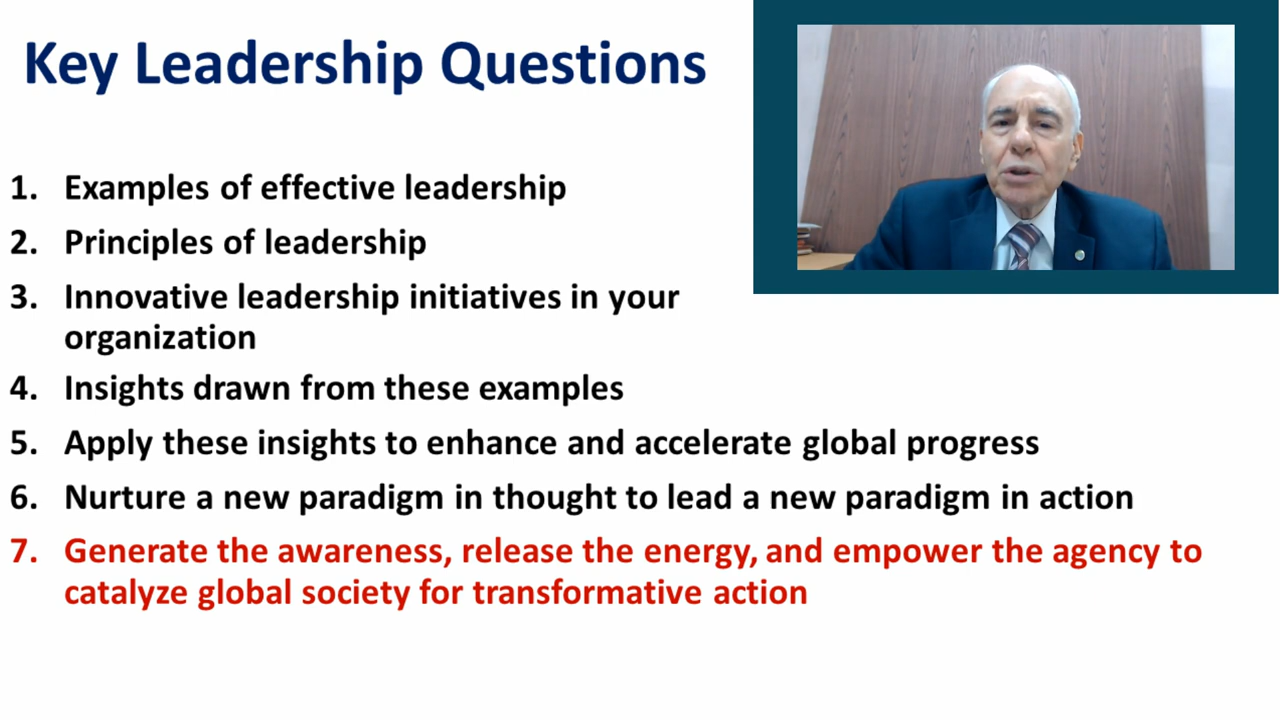 Key Leadership Questions
1. Examples of effective leadership
2. Principles of leadership
3. Innovative leadership initiatives in your
organization
4. Insights drawn from these examples
5. Apply these insights to enhance and accelerate global progress
6. Nurture a new paradigm in thought to lead a new paradigm in action
7. Generate the awareness, release the energy, and empower the agency to
catalyze global society for transformative action